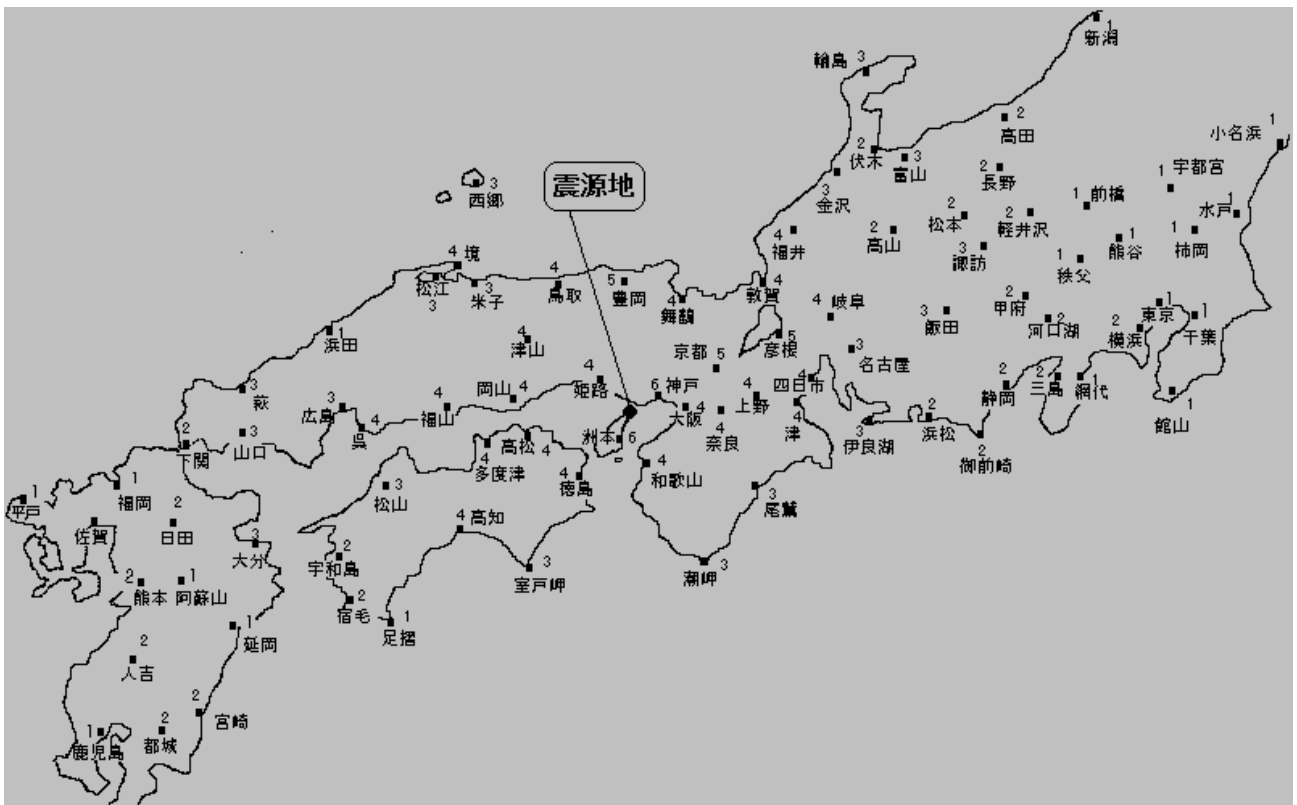 1
新潟
輪島 3
2
高田
小名浜 1
2
伏木
3
富山
震源地
3
西郷
3
金沢
2
長野
1 宇都宮
1 前橋
水戸 1
2
松本
2
軽井沢
4
福井
2
高山
3
諏訪
1
熊谷
1
柿岡
1
秩父
4 境
松江
3
3
米子
4
鳥取
5
豊岡
4
舞鶴
4
敦賀
4 岐阜
甲府 2
2
河口湖
3
飯田
東京 1
1
千葉
2
横浜
1
浜田
4
津山
5
彦根
京都 5
3
名古屋
4
姫路
岡山 4
6 神戸
4
上野
四日市 4
2
静岡
2
三島
2
網代
1
館山
3
萩
広島 3
4
呉
4
福山
4
大阪
4
奈良
4
津
3
伊良湖
2
浜松
2
御前崎
2
下関
3
山口
洲本 6
高松 4
4
多度津
4
徳島
4
和歌山
3
尾鷲
1
平戸
1
福岡
2
佐賀
2
日田
3
大分
3
松山
4 高知
2
宇和島
3
室戸岬
3
潮岬
2
熊本
1
阿蘇山
2
宿毛
1
足摺
1
延岡
2
人吉
2
宮崎
1
鹿児島
2
都城